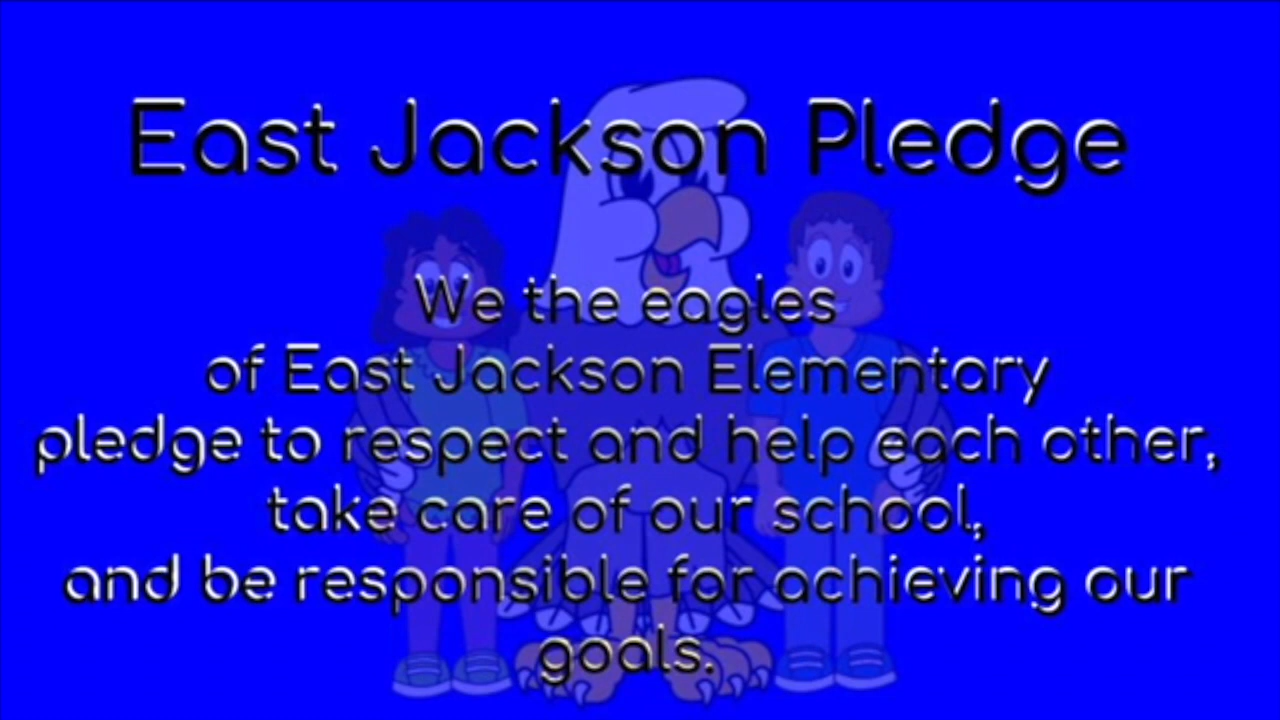 East Jackson Pledge
We the eagles
of East Jackson Elementary
pledge to respect and help each other,
take care of our school,
and be responsible for achieving our
goals.